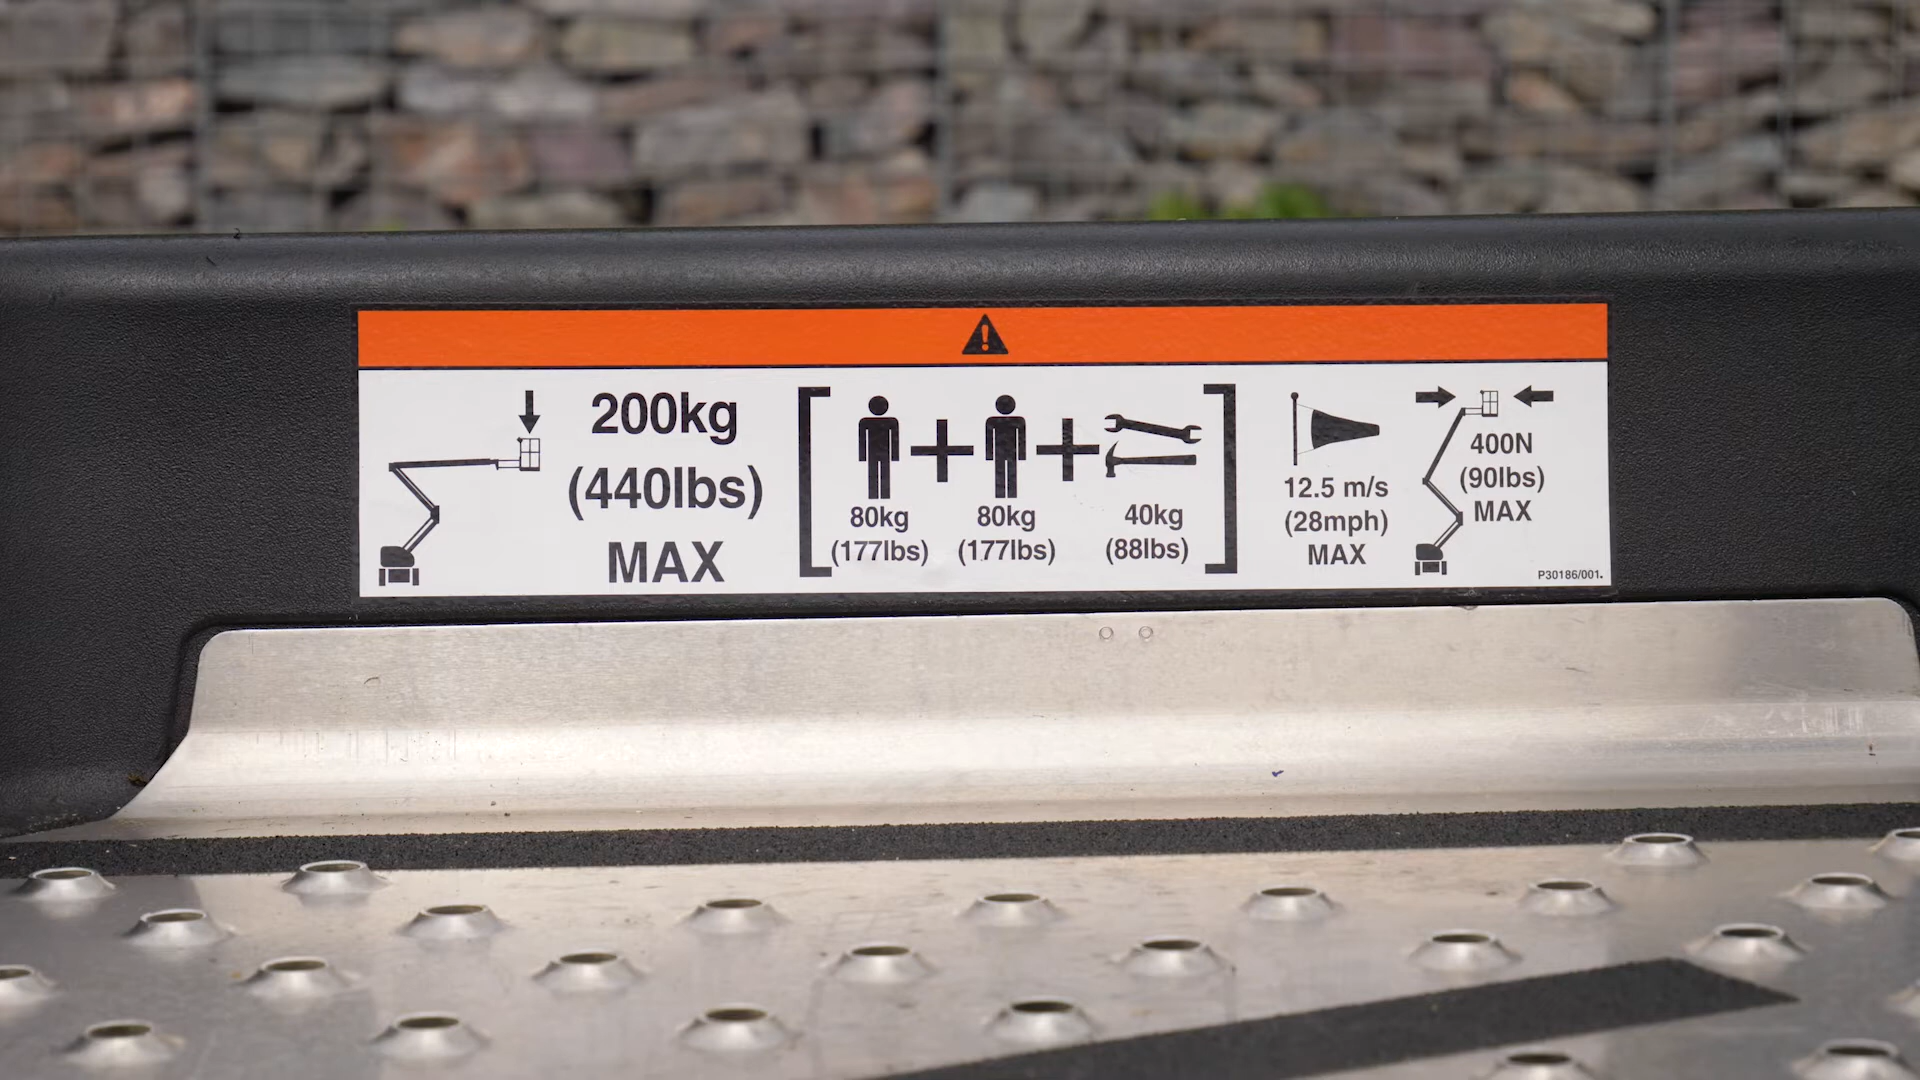 200kg
(440lbs)
MAX
80kg
(177lbs)
80kg
(177lbs)
40kg
(88lbs)
12.5 m/s
(28mph)
MAX
400N
(90lbs)
MAX
P30186/001.